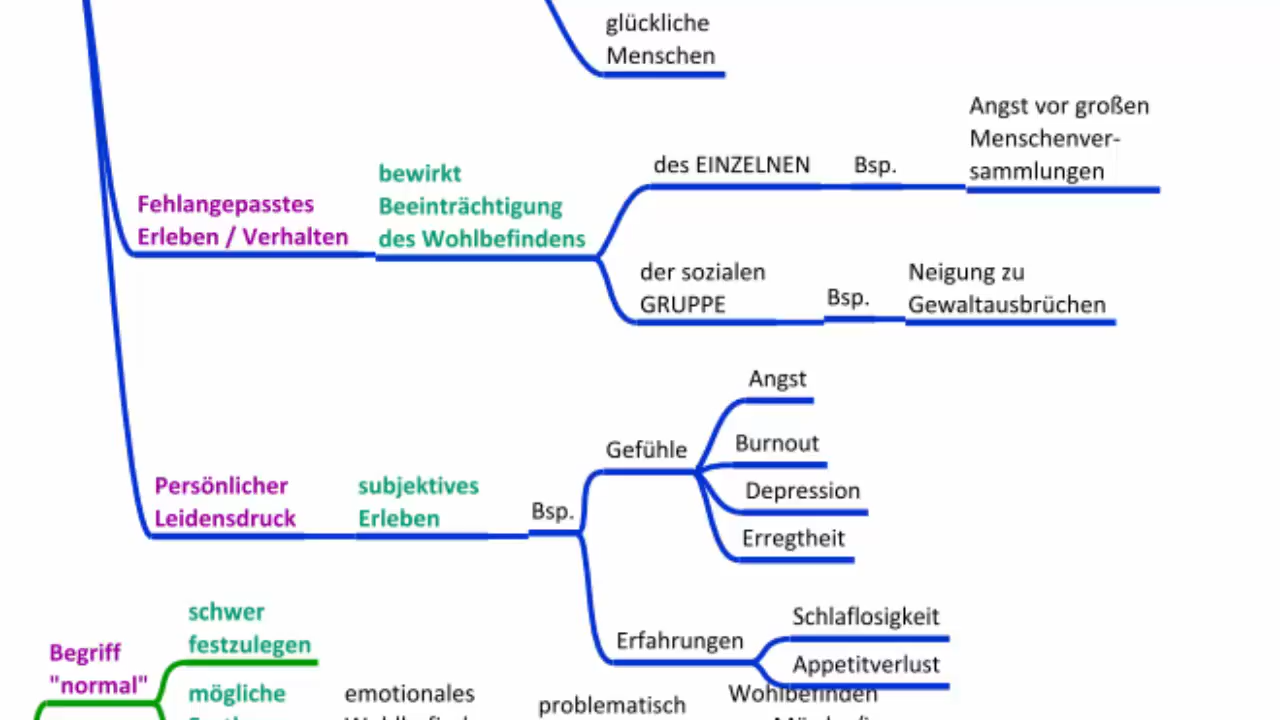 glückliche
Menschen
Fehlangepasstes
Erleben / Verhalten
bewirkt
Beeinträchtigung
des Wohlbefindens
des EINZELNEN
Bsp.
Angst vor großen
Menschenver-
sammlungen
der sozialen
GRUPPE
Bsp.
Neigung zu
Gewaltausbrüchen
Persönlicher
Leidensdruck
subjektives
Erleben
Bsp.
Gefühle
Angst
Burnout
Depression
Erregtheit
Erfahrungen
Schlaflosigkeit
Appetitverlust
Begriff
"normal"
schwer
festzulegen
mögliche
emotionales
problematisch
Wohlbefinden